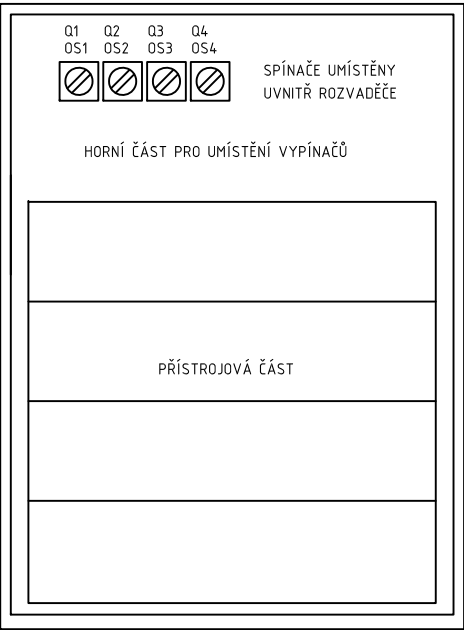 Q1 Q2 Q3 Q4
OS1 OS2 OS3 OS4
SPÍNAČE UMÍSTĚNY
UVNITŘ ROZVADĚČE
HORNÍ ČÁST PRO UMÍSTĚNÍ VYPÍNAČŮ
PŘÍSTROJOVÁ ČÁST